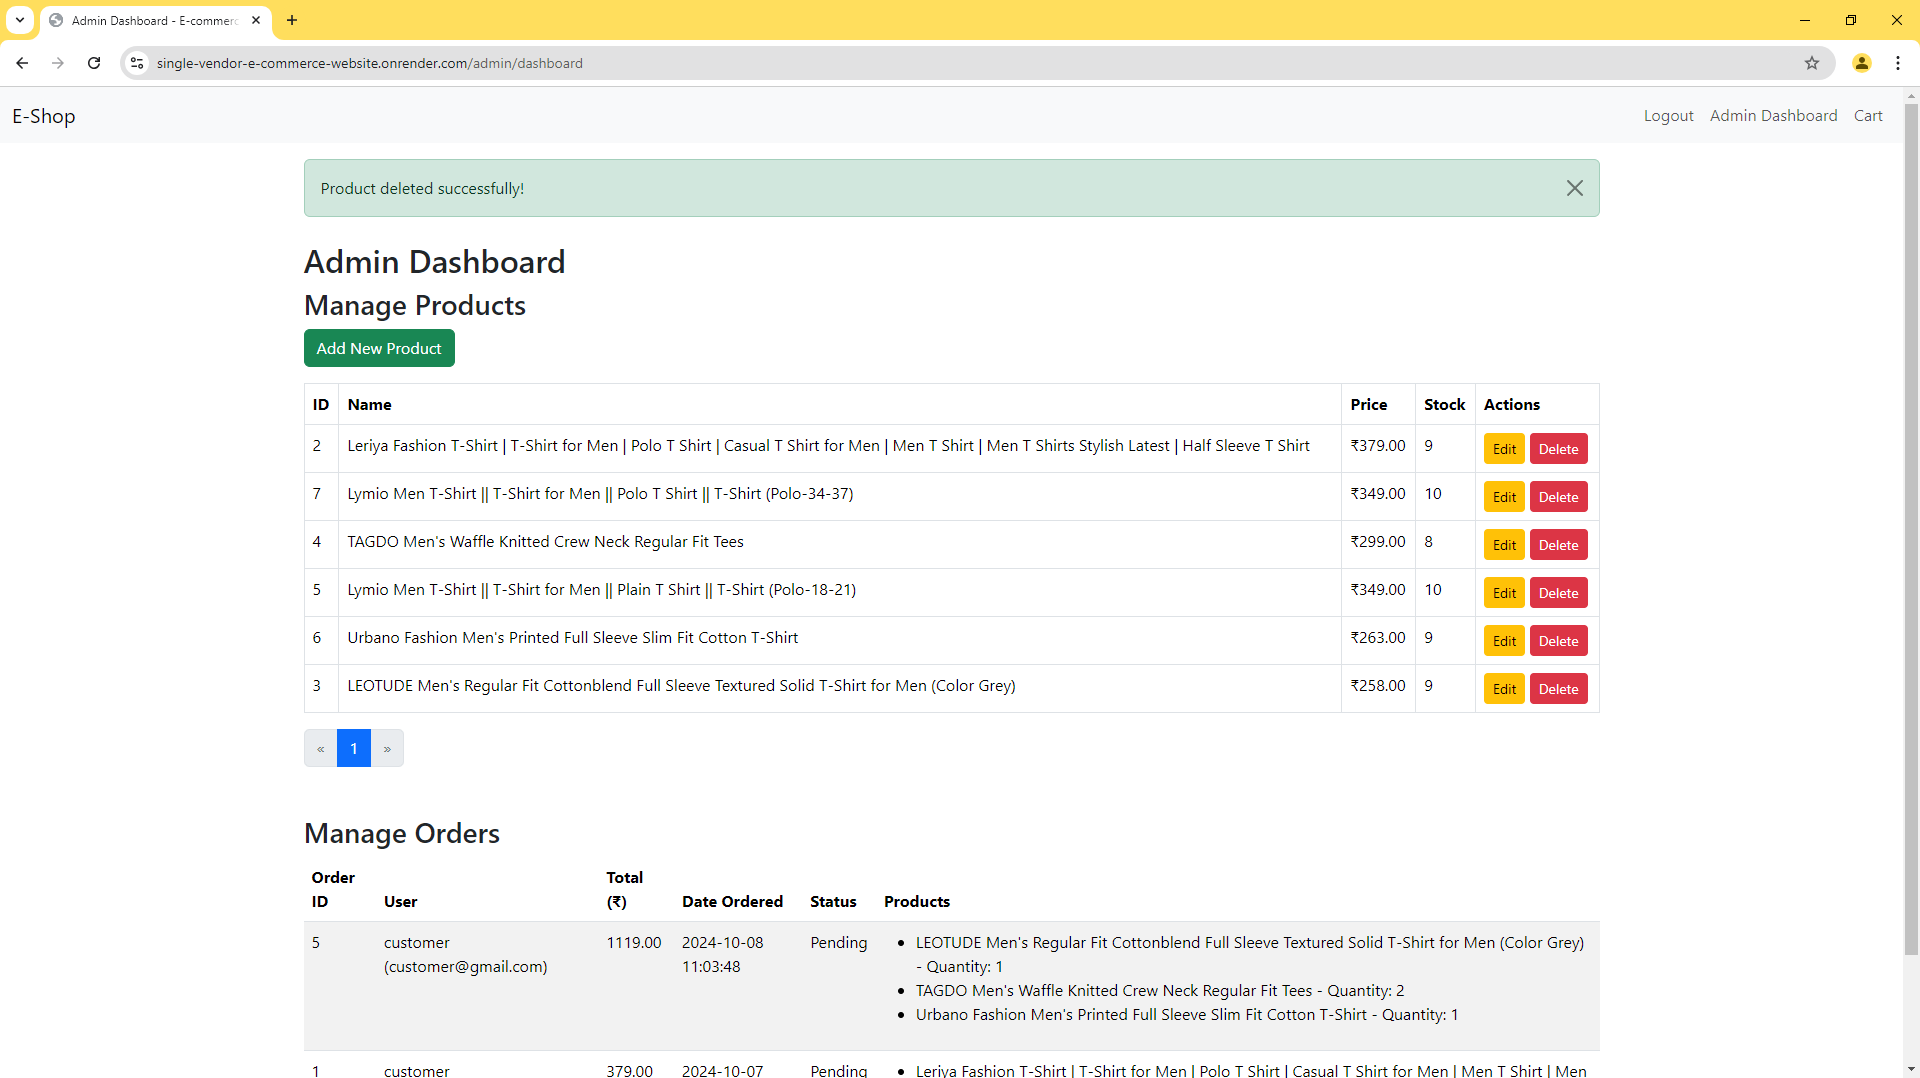 Admin Dashboard - E-commerc
single-vendor-e-commerce-website.onrender.com/admin/dashboard
E-Shop
Logout Admin Dashboard Cart
Product deleted successfully!
Admin Dashboard
Manage Products
Add New Product
ID Name Price Stock Actions
2 Leriya Fashion T-Shirt | T-Shirt for Men | Polo T Shirt | Casual T Shirt for Men | Men T Shirt | Men T Shirts Stylish Latest | Half Sleeve T Shirt ₹379.00 9 Edit Delete
7 Lymio Men T-Shirt || T-Shirt for Men || Polo T Shirt || T-Shirt (Polo-34-37) ₹349.00 10 Edit Delete
4 TAGDO Men's Waffle Knitted Crew Neck Regular Fit Tees ₹299.00 8 Edit Delete
5 Lymio Men T-Shirt || T-Shirt for Men || Plain T Shirt || T-Shirt (Polo-18-21) ₹349.00 10 Edit Delete
6 Urbano Fashion Men's Printed Full Sleeve Slim Fit Cotton T-Shirt ₹263.00 9 Edit Delete
3 LEOTUDE Men's Regular Fit Cottonblend Full Sleeve Textured Solid T-Shirt for Men (Color Grey) ₹258.00 9 Edit Delete
« 1 »
Manage Orders
Order Total
ID User (₹) Date Ordered Status Products
5 customer 1119.00 2024-10-08 Pending • LEOTUDE Men's Regular Fit Cottonblend Full Sleeve Textured Solid T-Shirt for Men (Color Grey)
(customer@gmail.com) 11:03:48 - Quantity: 1
• TAGDO Men's Waffle Knitted Crew Neck Regular Fit Tees - Quantity: 2
• Urbano Fashion Men's Printed Full Sleeve Slim Fit Cotton T-Shirt - Quantity: 1
1 customer 379.00 2024-10-07 Pending • Leriya Fashion T-Shirt | T-Shirt for Men | Polo T Shirt | Casual T Shirt for Men | Men T Shirt | Men